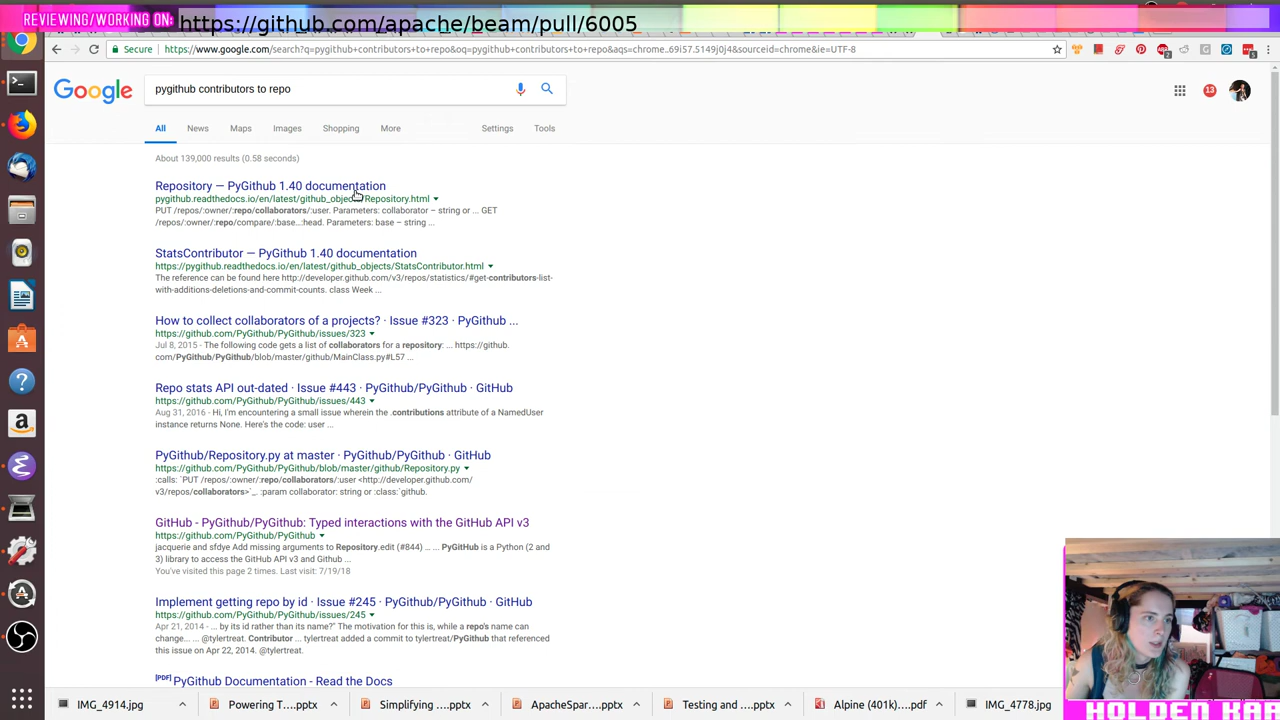 REVIEWING/WORKING ON: https://github.com/apache/beam/pull/6005
Secure https://www.google.com/search?q=pygithub+contributors+to+repo&oq=pygithub+contributors+to+repo&aqs=chrome..69i57.5149j0j4&sourceid=chrome&ie=UTF-8
Google
pygithub contributors to repo
13
All News Maps Images Shopping More Settings Tools
About 139,000 results (0.58 seconds)
Repository — PyGithub 1.40 documentation
pygithub.readthedocs.io/en/latest/github_objec Repository.html
PUT /repos/:owner/:repo/collaborators/:user. Parameters: collaborator – string or ... GET
/repos/:owner/:repo/compare/:base...:head. Parameters: base – string ...
StatsContributor — PyGithub 1.40 documentation
https://pygithub.readthedocs.io/en/latest/github_objects/StatsContributor.html
The reference can be found here http://developer.github.com/v3/repos/statistics/#get-contributors-list-
with-additions-deletions-and-commit-counts. class Week ...
How to collect collaborators of a projects? · Issue #323 · PyGithub ...
https://github.com/PyGithub/PyGithub/issues/323
Jul 8, 2015 - The following code gets a list of collaborators for a repository: ... https://github.
com/PyGithub/PyGithub/blob/master/github/MainClass.py#L57 ...
Repo stats API out-dated · Issue #443 · PyGithub/PyGithub · GitHub
https://github.com/PyGithub/PyGithub/issues/443
Aug 31, 2016 - Hi, I'm encountering a small issue wherein the .contributions attribute of a NamedUser
instance returns None. Here's the code: user ...
PyGithub/Repository.py at master · PyGithub/PyGithub · GitHub
https://github.com/PyGithub/PyGithub/blob/master/github/Repository.py
:calls: `PUT /repos/:owner/:repo/collaborators/:user <http://developer.github.com/
v3/repos/collaborators>`_. :param collaborator: string or :class:`github.
GitHub - PyGithub/PyGithub: Typed interactions with the GitHub API v3
https://github.com/PyGithub/PyGithub
jacquerie and sfdye Add missing arguments to Repository.edit (#844) ... ... PyGitHub is a Python (2 and
3) library to access the GitHub API v3 and Github ...
You've visited this page 2 times. Last visit: 7/19/18
Implement getting repo by id · Issue #245 · PyGithub/PyGithub · GitHub
https://github.com/PyGithub/PyGithub/issues/245
Apr 21, 2014 - ... by its id rather than its name?" The motivation for this is, while a repo's name can
change... ... @tylertreat. Contributor ... tylertreat added a commit to tylertreat/PyGithub that referenced
this issue on Apr 22, 2014. @tylertreat.
[PDF] PyGithub Documentation - Read the Docs
IMG_4914.jpg Powering T....pptx Simplifying ....pptx ApacheSpar....pptx Testing and ....pptx Alpine (401k)....pdf IMG_4778.jpg
HOLDEN KAR